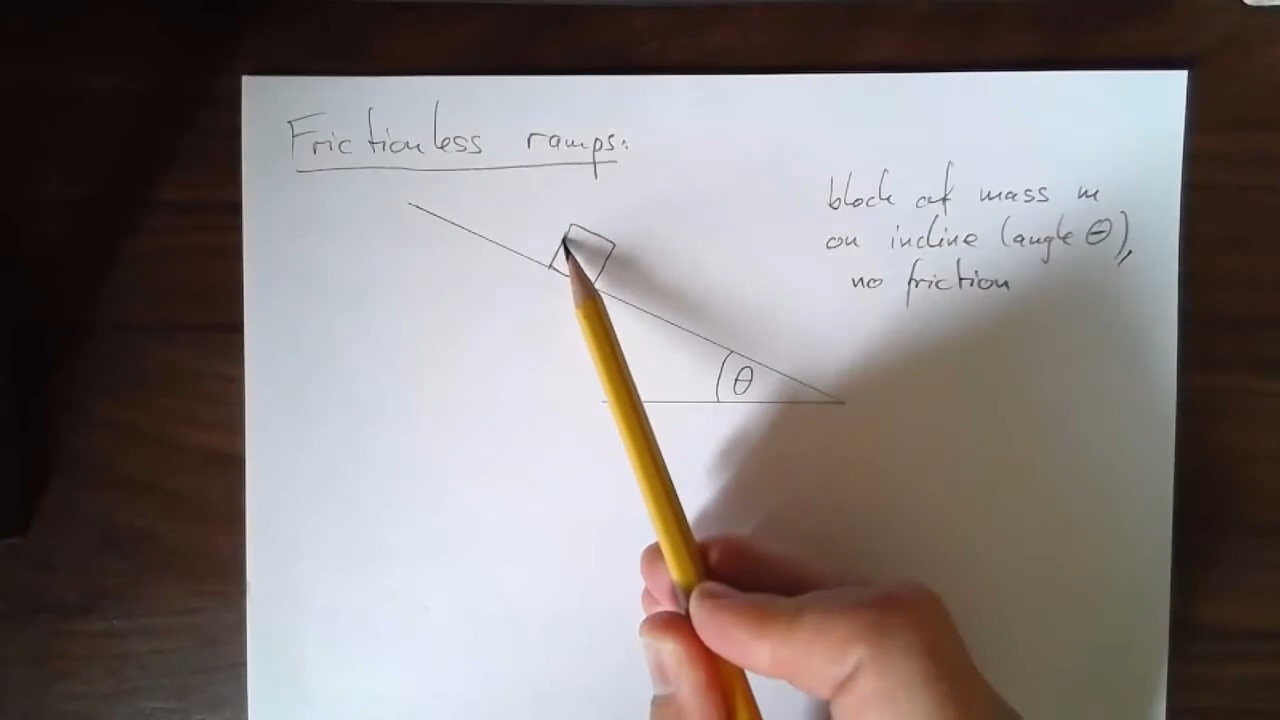 Frictionless ramps:
block of mass m
on incline (angle θ),
no friction
θ